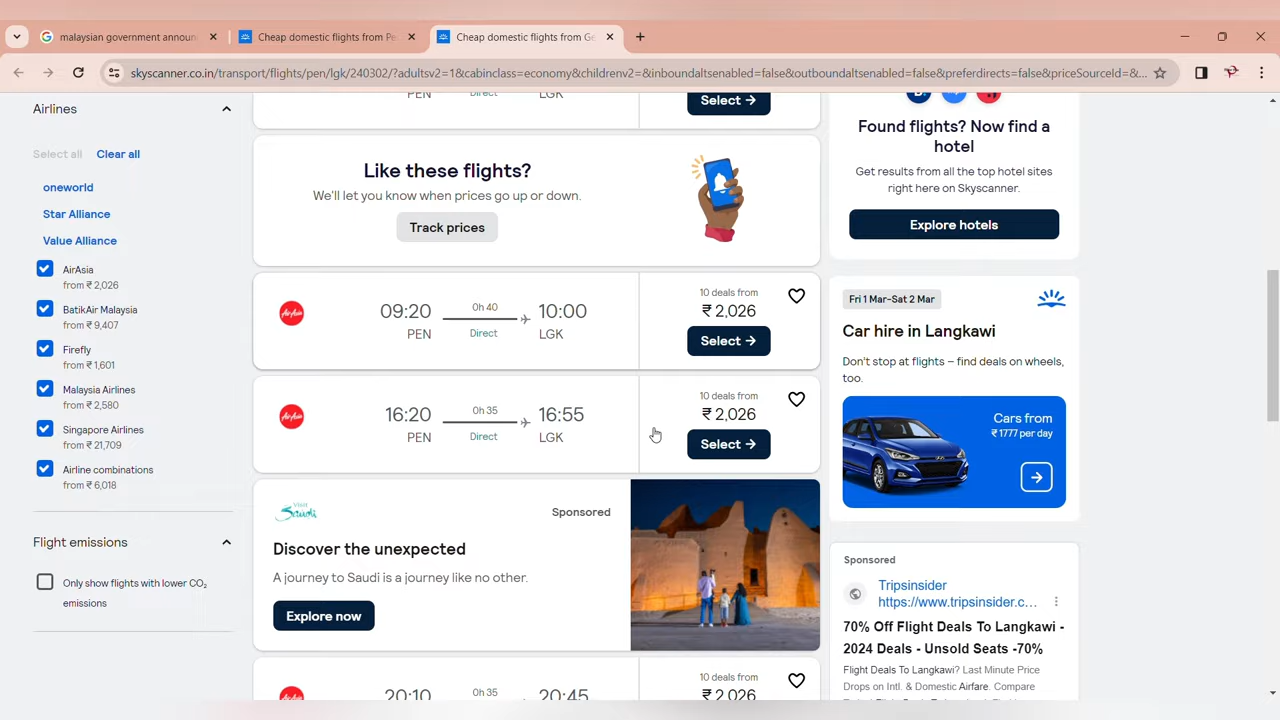 malaysian government announ
Cheap domestic flights from Pe
Cheap domestic flights from Ge
skyscanner.co.in/transport/flights/pen/lgk/240302/?adultsv2=1&cabinclass=economy&childrenv2=&inboundaltsenabled=false&outboundaltsenabled=false&preferdirects=false&priceSourceId=&...
Airlines
Select all Clear all
oneworld
Star Alliance
Value Alliance
AirAsia
from ₹ 2,026
BatikAir Malaysia
from ₹ 9,407
Firefly
from ₹ 1,601
Malaysia Airlines
from ₹ 2,580
Singapore Airlines
from ₹ 21,709
Airline combinations
from ₹ 6,018
Flight emissions
Only show flights with lower CO₂
emissions
PEN Direct LGK
Select →
Like these flights?
We'll let you know when prices go up or down.
Track prices
AirAsia
09:20 0h 40 10:00
PEN Direct LGK
10 deals from
₹ 2,026
Select →
AirAsia
16:20 0h 35 16:55
PEN Direct LGK
10 deals from
₹ 2,026
Select →
Visit
Saudi
Sponsored
Discover the unexpected
A journey to Saudi is a journey like no other.
Explore now
20:10 0h 35 20:45
10 deals from
₹ 2,026
Found flights? Now find a
hotel
Get results from all the top hotel sites
right here on Skyscanner.
Explore hotels
Fri 1 Mar-Sat 2 Mar
Car hire in Langkawi
Don't stop at flights – find deals on wheels,
too.
Cars from
₹ 1777 per day
Sponsored
Tripsinsider
https://www.tripsinsider.c...
70% Off Flight Deals To Langkawi -
2024 Deals - Unsold Seats -70%
Flight Deals To Langkawi? Last Minute Price
Drops on Intl. & Domestic Airfare. Compare